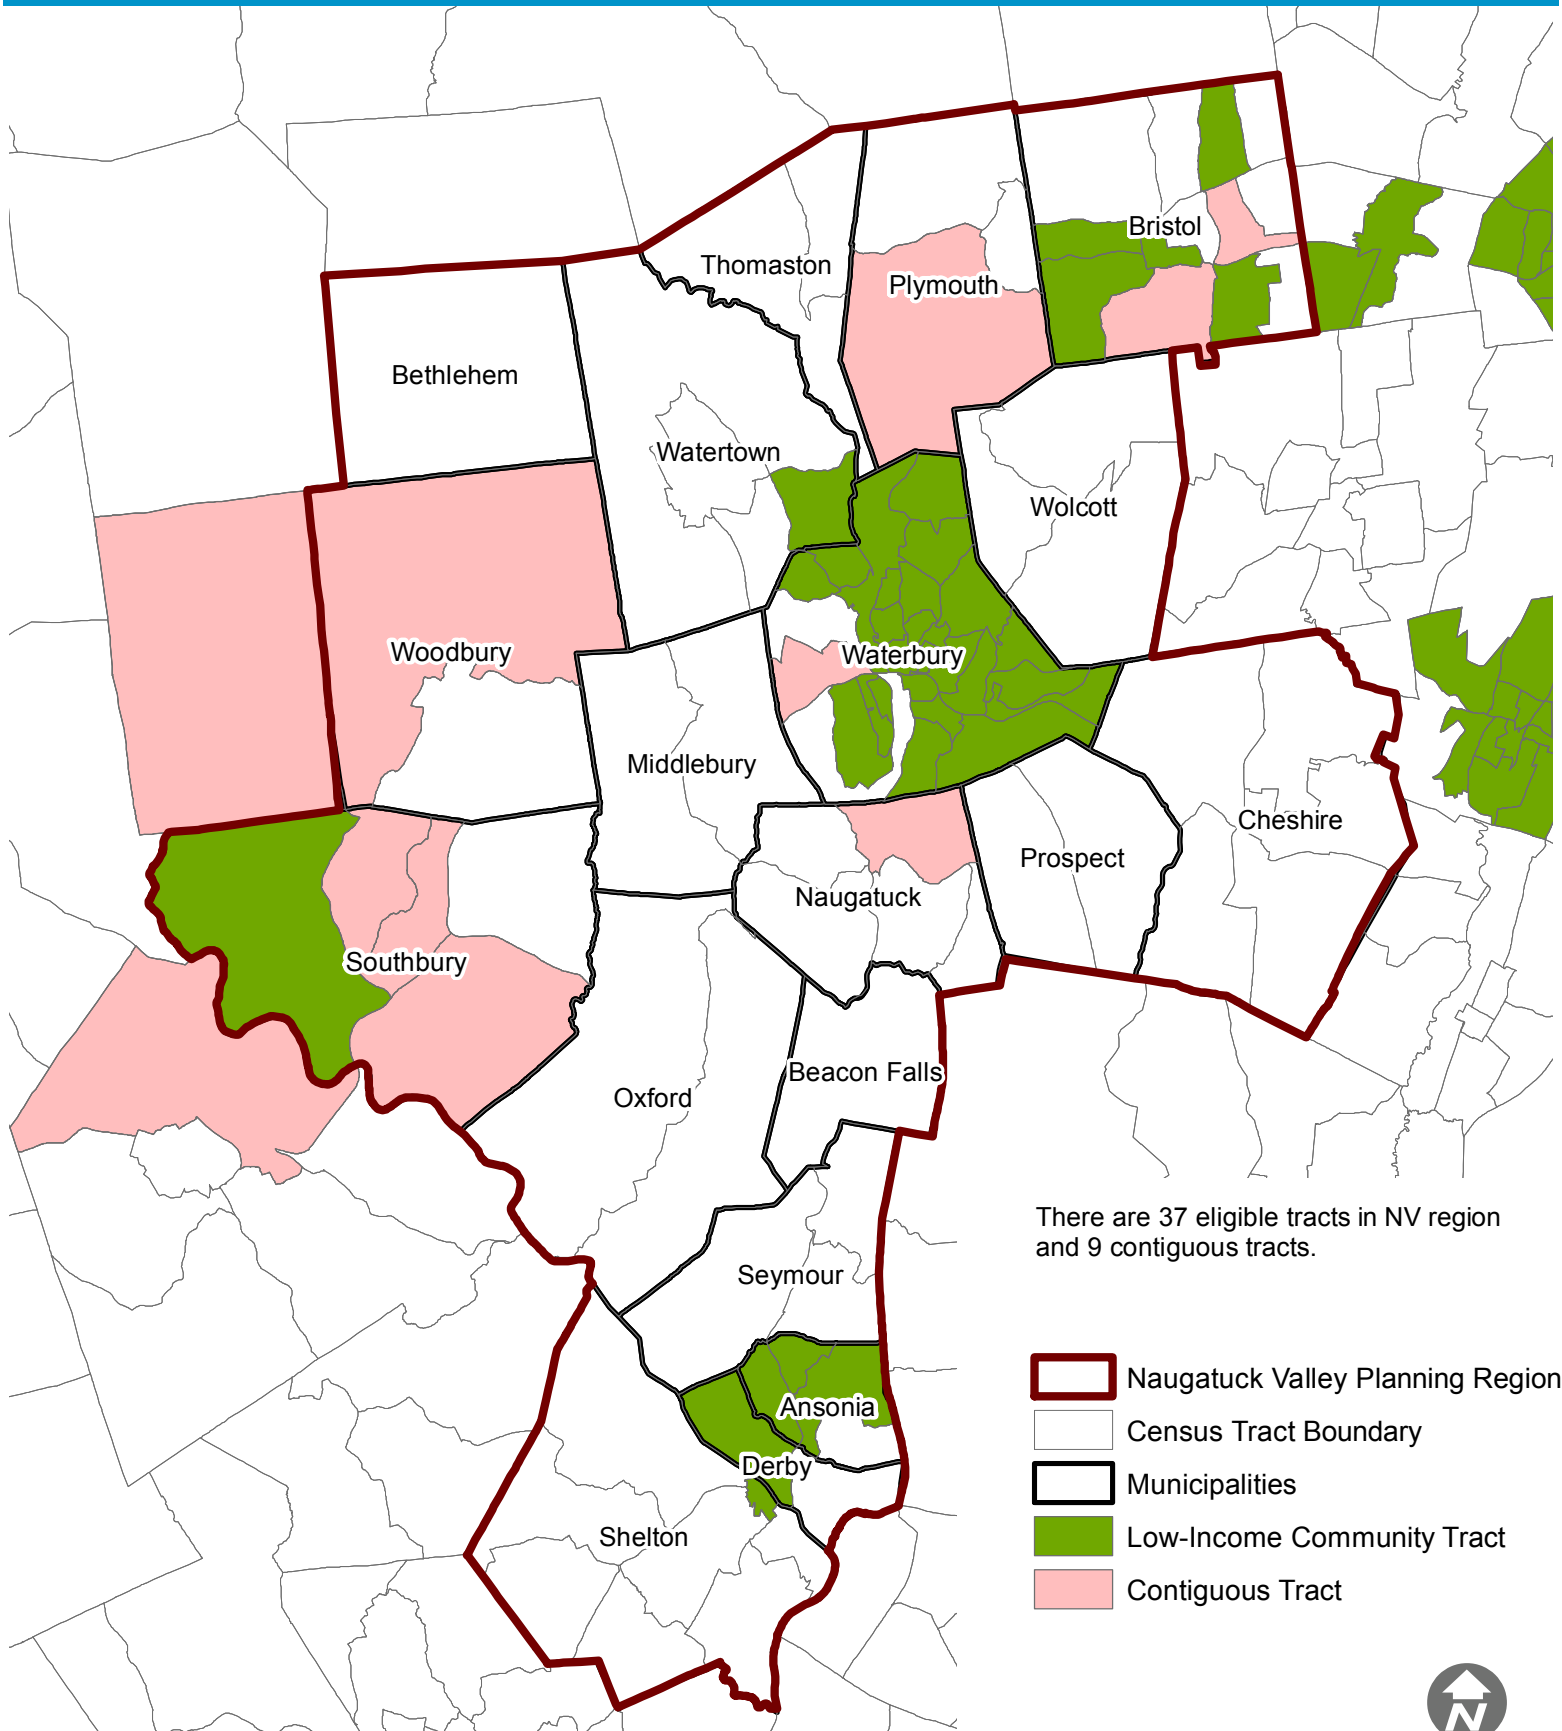 Bristol
Thomaston
Plymouth
Bethlehem
Watertown
Wolcott
Woodbury
Waterbury
Middlebury
Cheshire
Prospect
Naugatuck
Southbury
Beacon Falls
Oxford
There are 37 eligible tracts in NV region
and 9 contiguous tracts.
Seymour
Naugatuck Valley Planning Region
Ansonia
Census Tract Boundary
Derby
Municipalities
Shelton
Low-Income Community Tract
Contiguous Tract
N